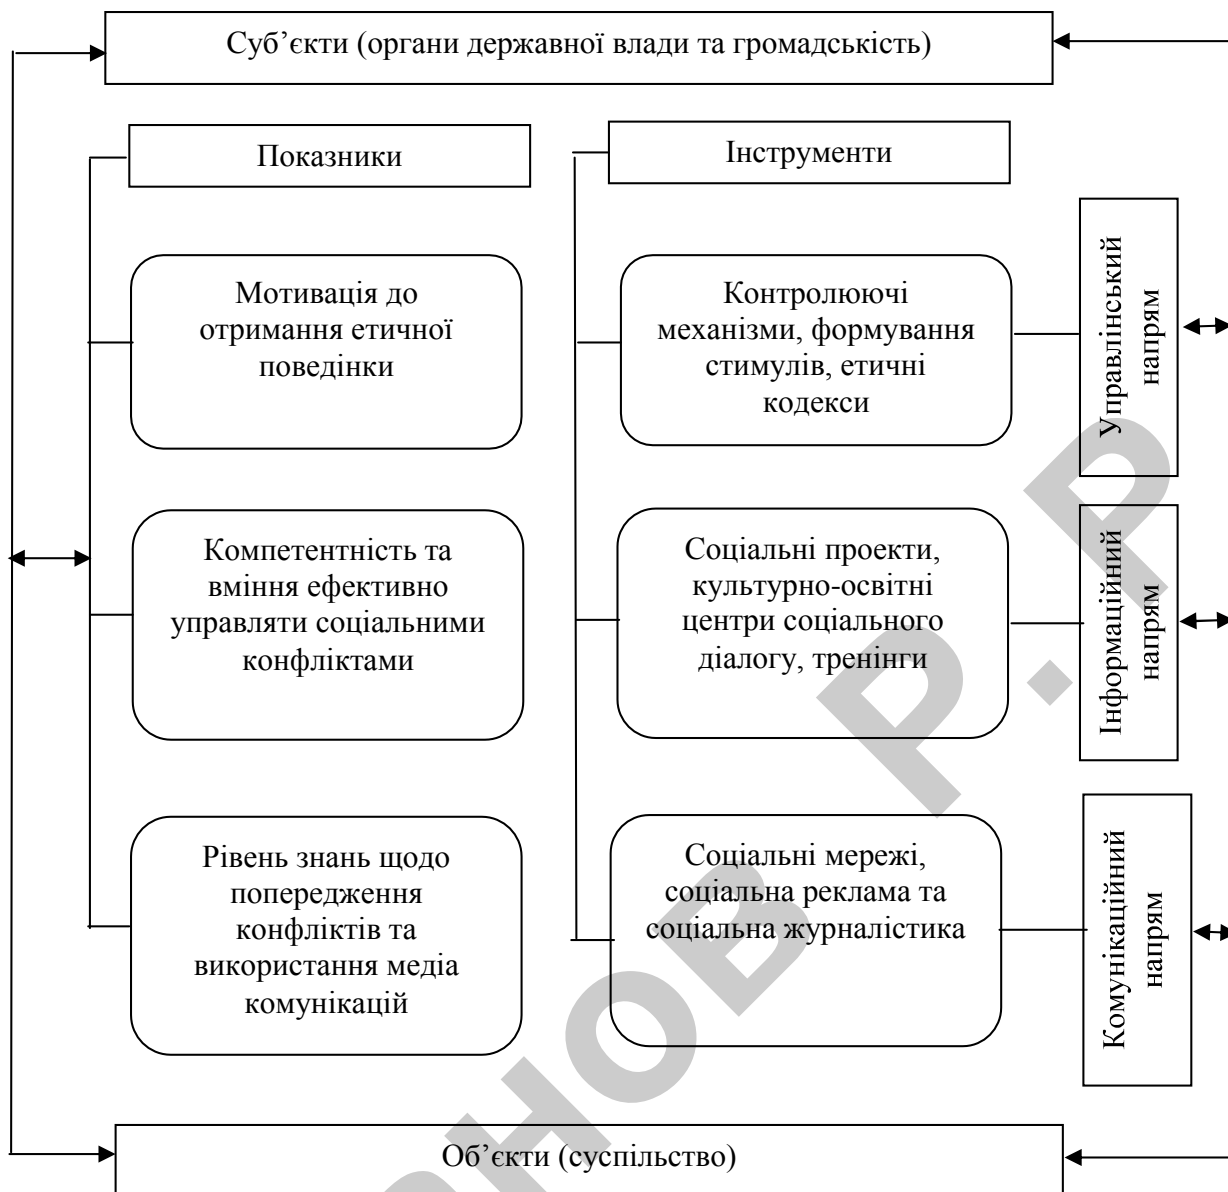 Суб’єкти (органи державної влади та громадськість)
Показники
Інструменти
Мотивація до
отримання етичної
поведінки
Контролюючі
механізми, формування
стимулів, етичні
кодекси
Управлінський
напрям
Компетентність та
вміння ефективно
управляти соціальними
конфліктами
Соціальні проекти,
культурно-освітні
центри соціального
діалогу, тренінги
Інформаційний
напрям
Рівень знань щодо
попередження
конфліктів та
використання медіа
комунікацій
Соціальні мережі,
соціальна реклама та
соціальна журналістика
Комунікаційний
напрям
Об’єкти (суспільство)